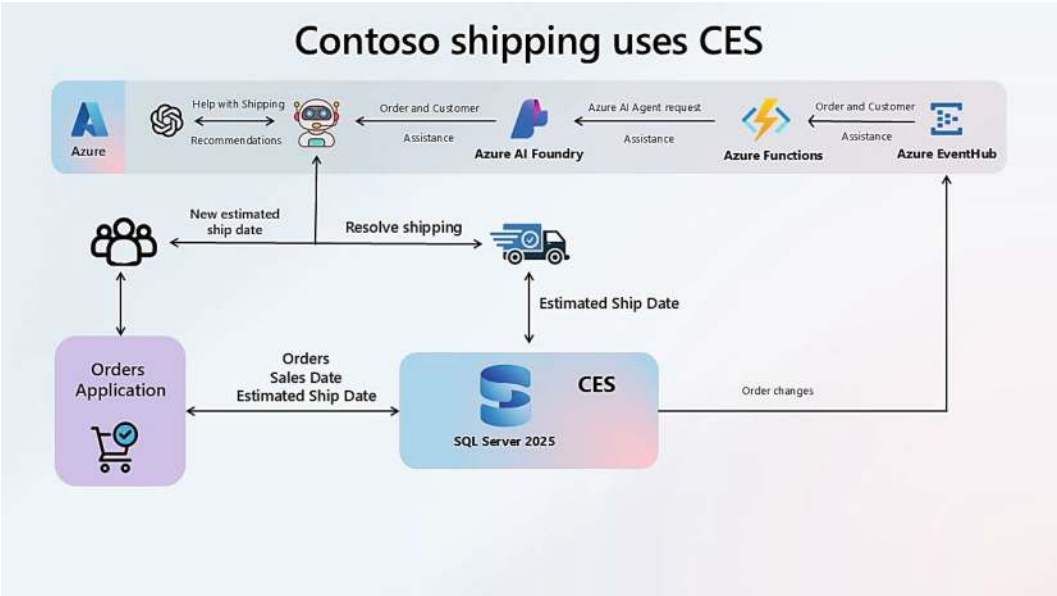 Contoso shipping uses CES
Azure
Help with Shipping
Recommendations
Order and Customer
Assistance
Azure AI Foundry
Azure AI Agent request
Assistance
Azure Functions
Order and Customer
Assistance
Azure EventHub
New estimated
ship date
Resolve shipping
Estimated Ship Date
Orders
Application
Orders
Sales Date
Estimated Ship Date
CES
SQL Server 2025
Order changes